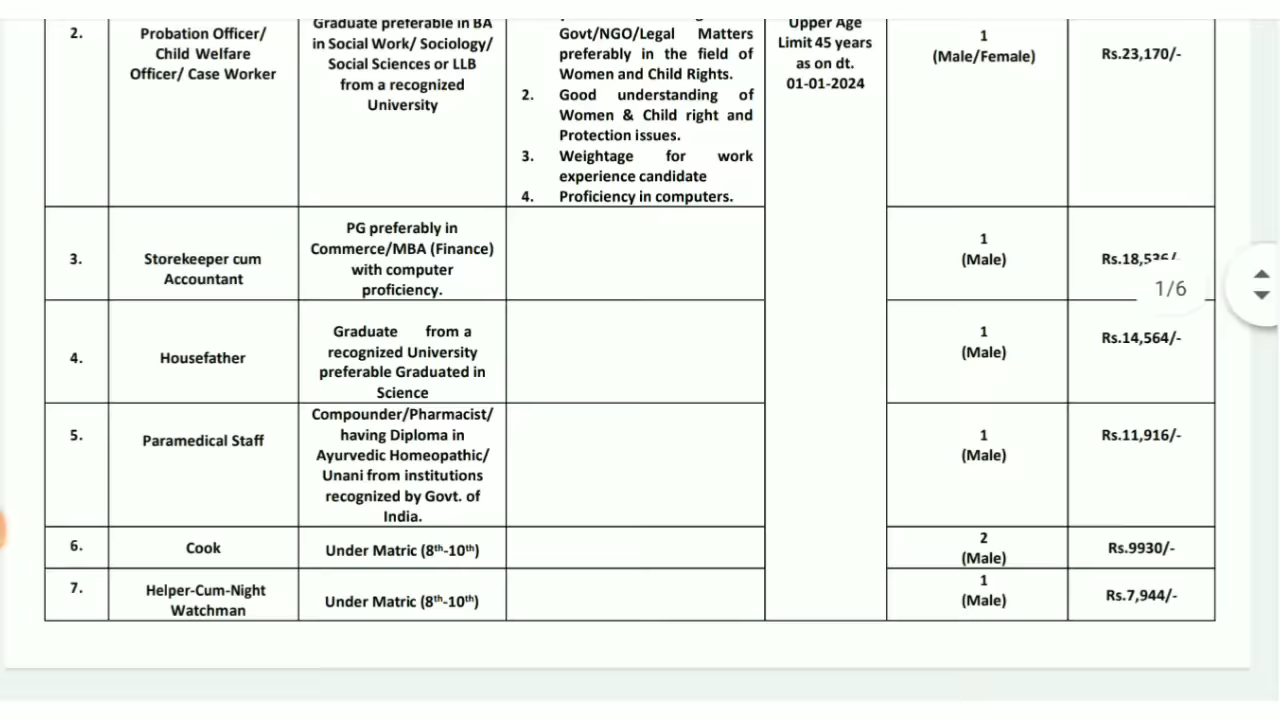 2.
Probation Officer/
Child Welfare
Officer/ Case Worker
Graduate preferable in BA
in Social Work/ Sociology/
Social Sciences or LLB
from a recognized
University
Govt/NGO/Legal Matters
preferably in the field of
Women and Child Rights.
2. Good understanding of
Women & Child right and
Protection issues.
3. Weightage for work
experience candidate
4. Proficiency in computers.
Upper Age
Limit 45 years
as on dt.
01-01-2024
1
(Male/Female)
Rs.23,170/-
3.
Storekeeper cum
Accountant
PG preferably in
Commerce/MBA (Finance)
with computer
proficiency.
1
(Male)
1/6
4.
Housefather
Graduate from a
recognized University
preferable Graduated in
Science
1
(Male)
Rs.14,564/-
5.
Paramedical Staff
Compounder/Pharmacist/
having Diploma in
Ayurvedic Homeopathic/
Unani from institutions
recognized by Govt. of
India.
1
(Male)
Rs.11,916/-
6.
Cook
Under Matric (8th-10th)
2
(Male)
Rs.9930/-
7.
Helper-Cum-Night
Watchman
Under Matric (8th-10th)
1
(Male)
Rs.7,944/-